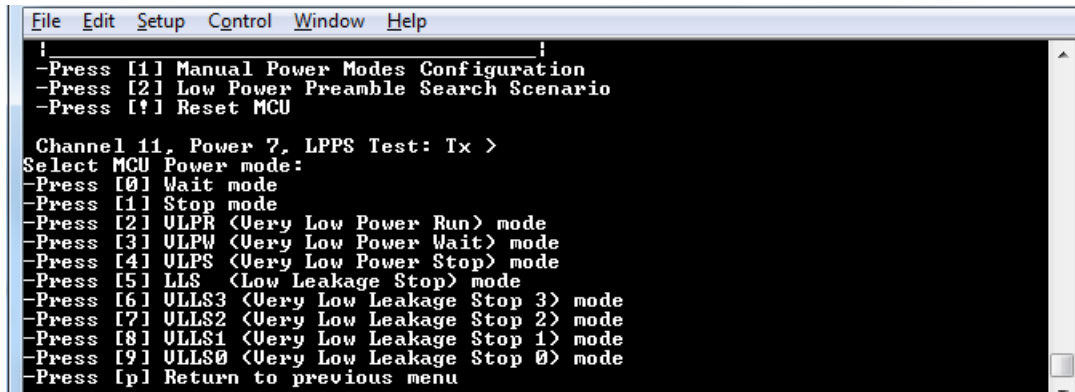 File Edit Setup Control Window Help
-Press [1] Manual Power Modes Configuration
-Press [2] Low Power Preamble Search Scenario
-Press [!] Reset MCU
Channel 11, Power 7, LPPS Test: Tx >
Select MCU Power mode:
-Press [0] Wait mode
-Press [1] Stop mode
-Press [2] VLPR (Very Low Power Run) mode
-Press [3] VLPW (Very Low Power Wait) mode
-Press [4] VLPS (Very Low Power Stop) mode
-Press [5] LLS  (Low Leakage Stop) mode
-Press [6] VLLS3 (Very Low Leakage Stop 3) mode
-Press [7] VLLS2 (Very Low Leakage Stop 2) mode
-Press [8] VLLS1 (Very Low Leakage Stop 1) mode
-Press [9] VLLS0 (Very Low Leakage Stop 0) mode
-Press [p] Return to previous menu